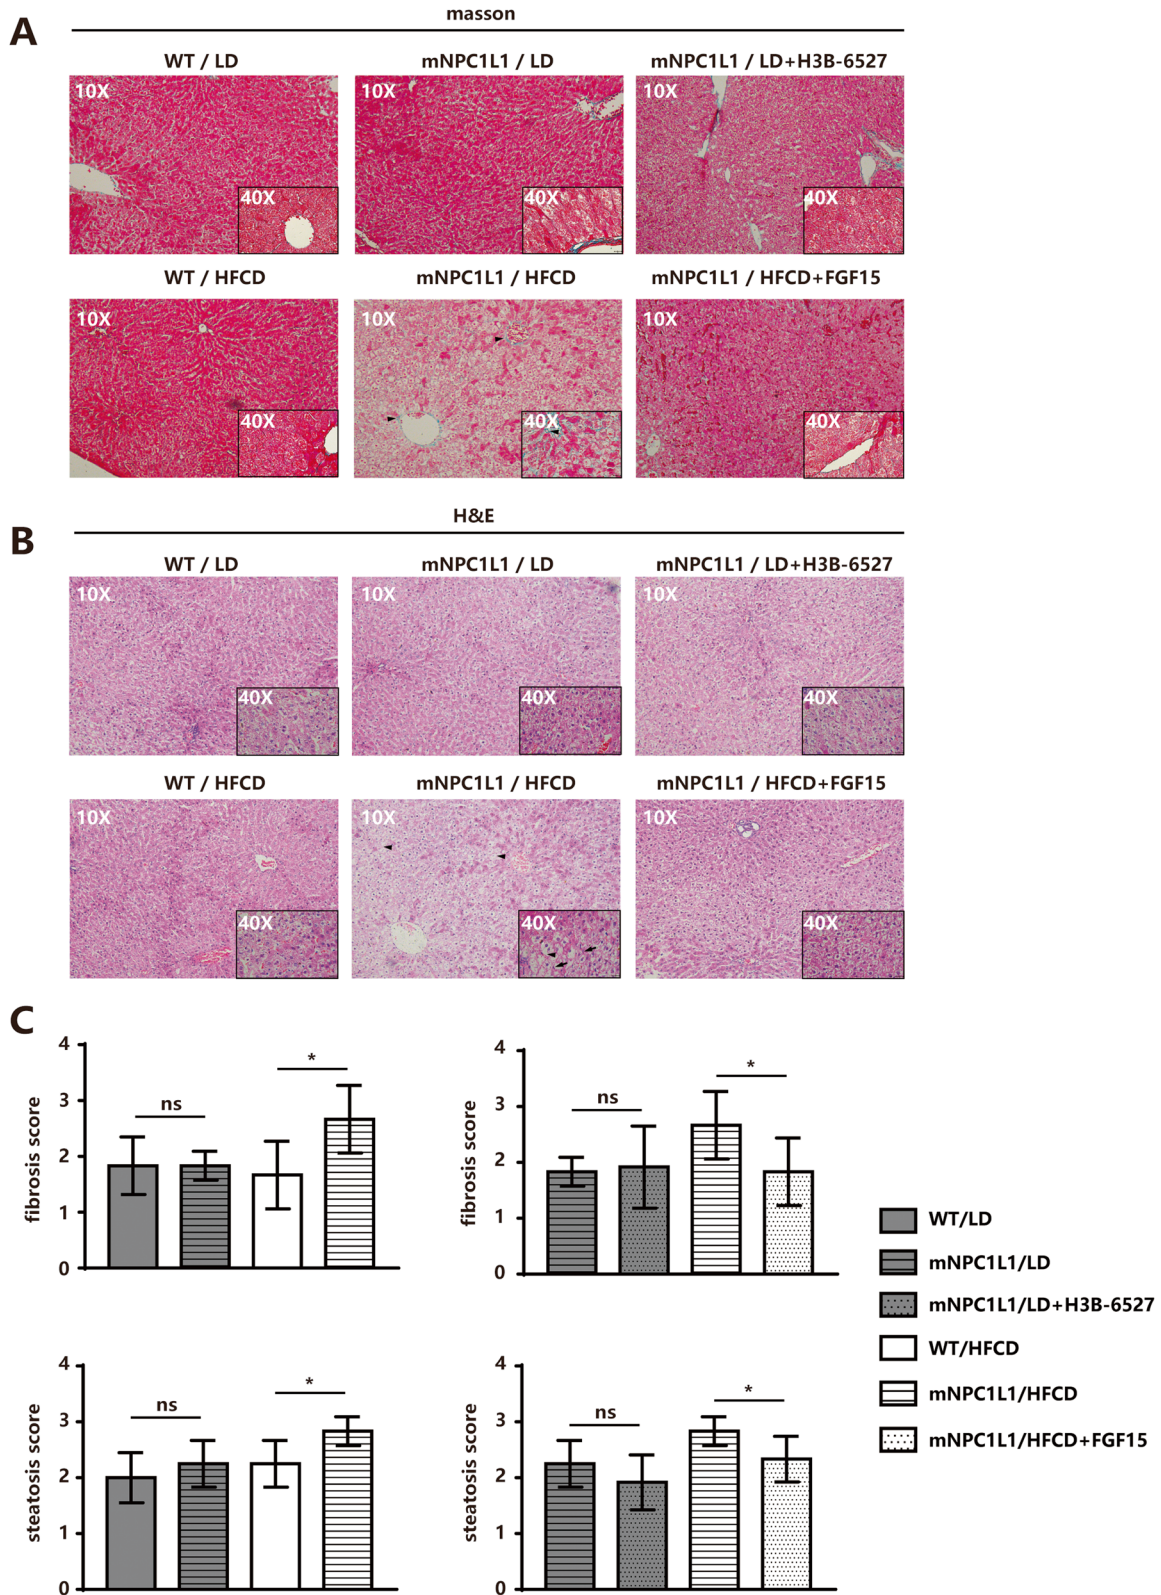 A
masson
WT / LD
mNPC1L1 / LD
mNPC1L1 / LD+H3B-6527
10X
40X
10X
40X
10X
40X
WT / HFCD
mNPC1L1 / HFCD
mNPC1L1 / HFCD+FGF15
10X
40X
10X
40X
10X
40X
B
H&E
WT / LD
mNPC1L1 / LD
mNPC1L1 / LD+H3B-6527
10X
40X
10X
40X
10X
40X
WT / HFCD
mNPC1L1 / HFCD
mNPC1L1 / HFCD+FGF15
10X
40X
10X
40X
10X
40X
C
fibrosis score
4
3
2
1
0
ns
*
fibrosis score
4
3
2
1
0
ns
*
steatosis score
4
3
2
1
0
ns
*
steatosis score
4
3
2
1
0
ns
*
WT/LD
mNPC1L1/LD
mNPC1L1/LD+H3B-6527
WT/HFCD
mNPC1L1/HFCD
mNPC1L1/HFCD+FGF15